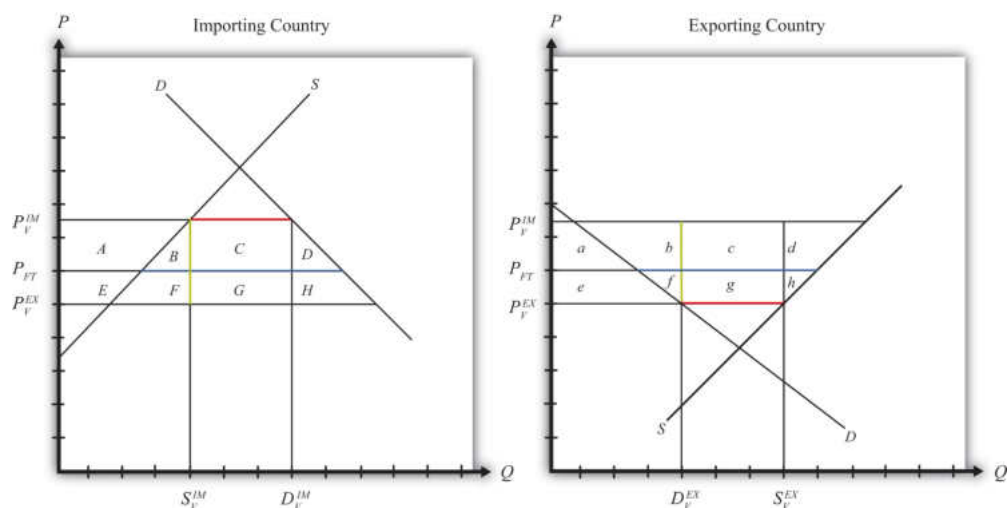 P
Importing Country
D
S
P_V^IM
P_FT
P_V^EX
A
B
C
D
E
F
G
H
Q
S_V^IM
D_V^IM
P
Exporting Country
P_V^IM
P_FT
P_V^EX
a
b
c
d
e
f
g
h
S
D
Q
D_V^EX
S_V^EX